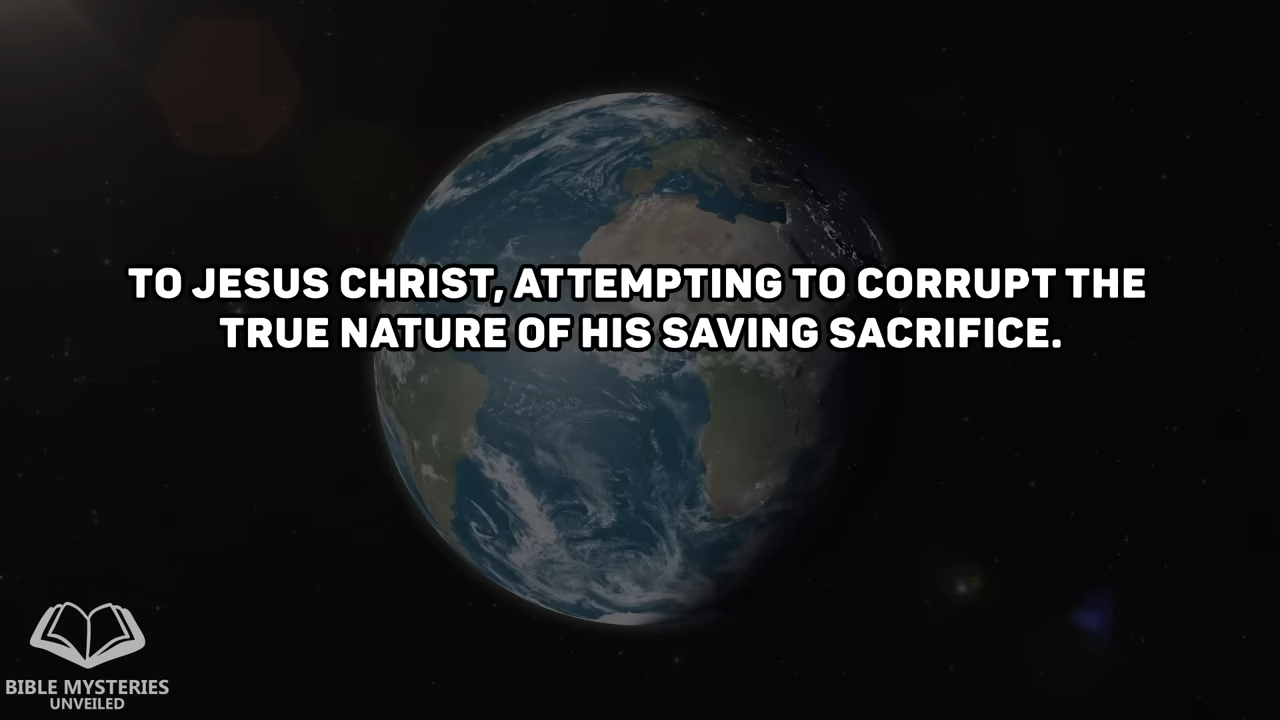 TO JESUS CHRIST, ATTEMPTING TO CORRUPT THE
TRUE NATURE OF HIS SAVING SACRIFICE.
BIBLE MYSTERIES
UNVEILED